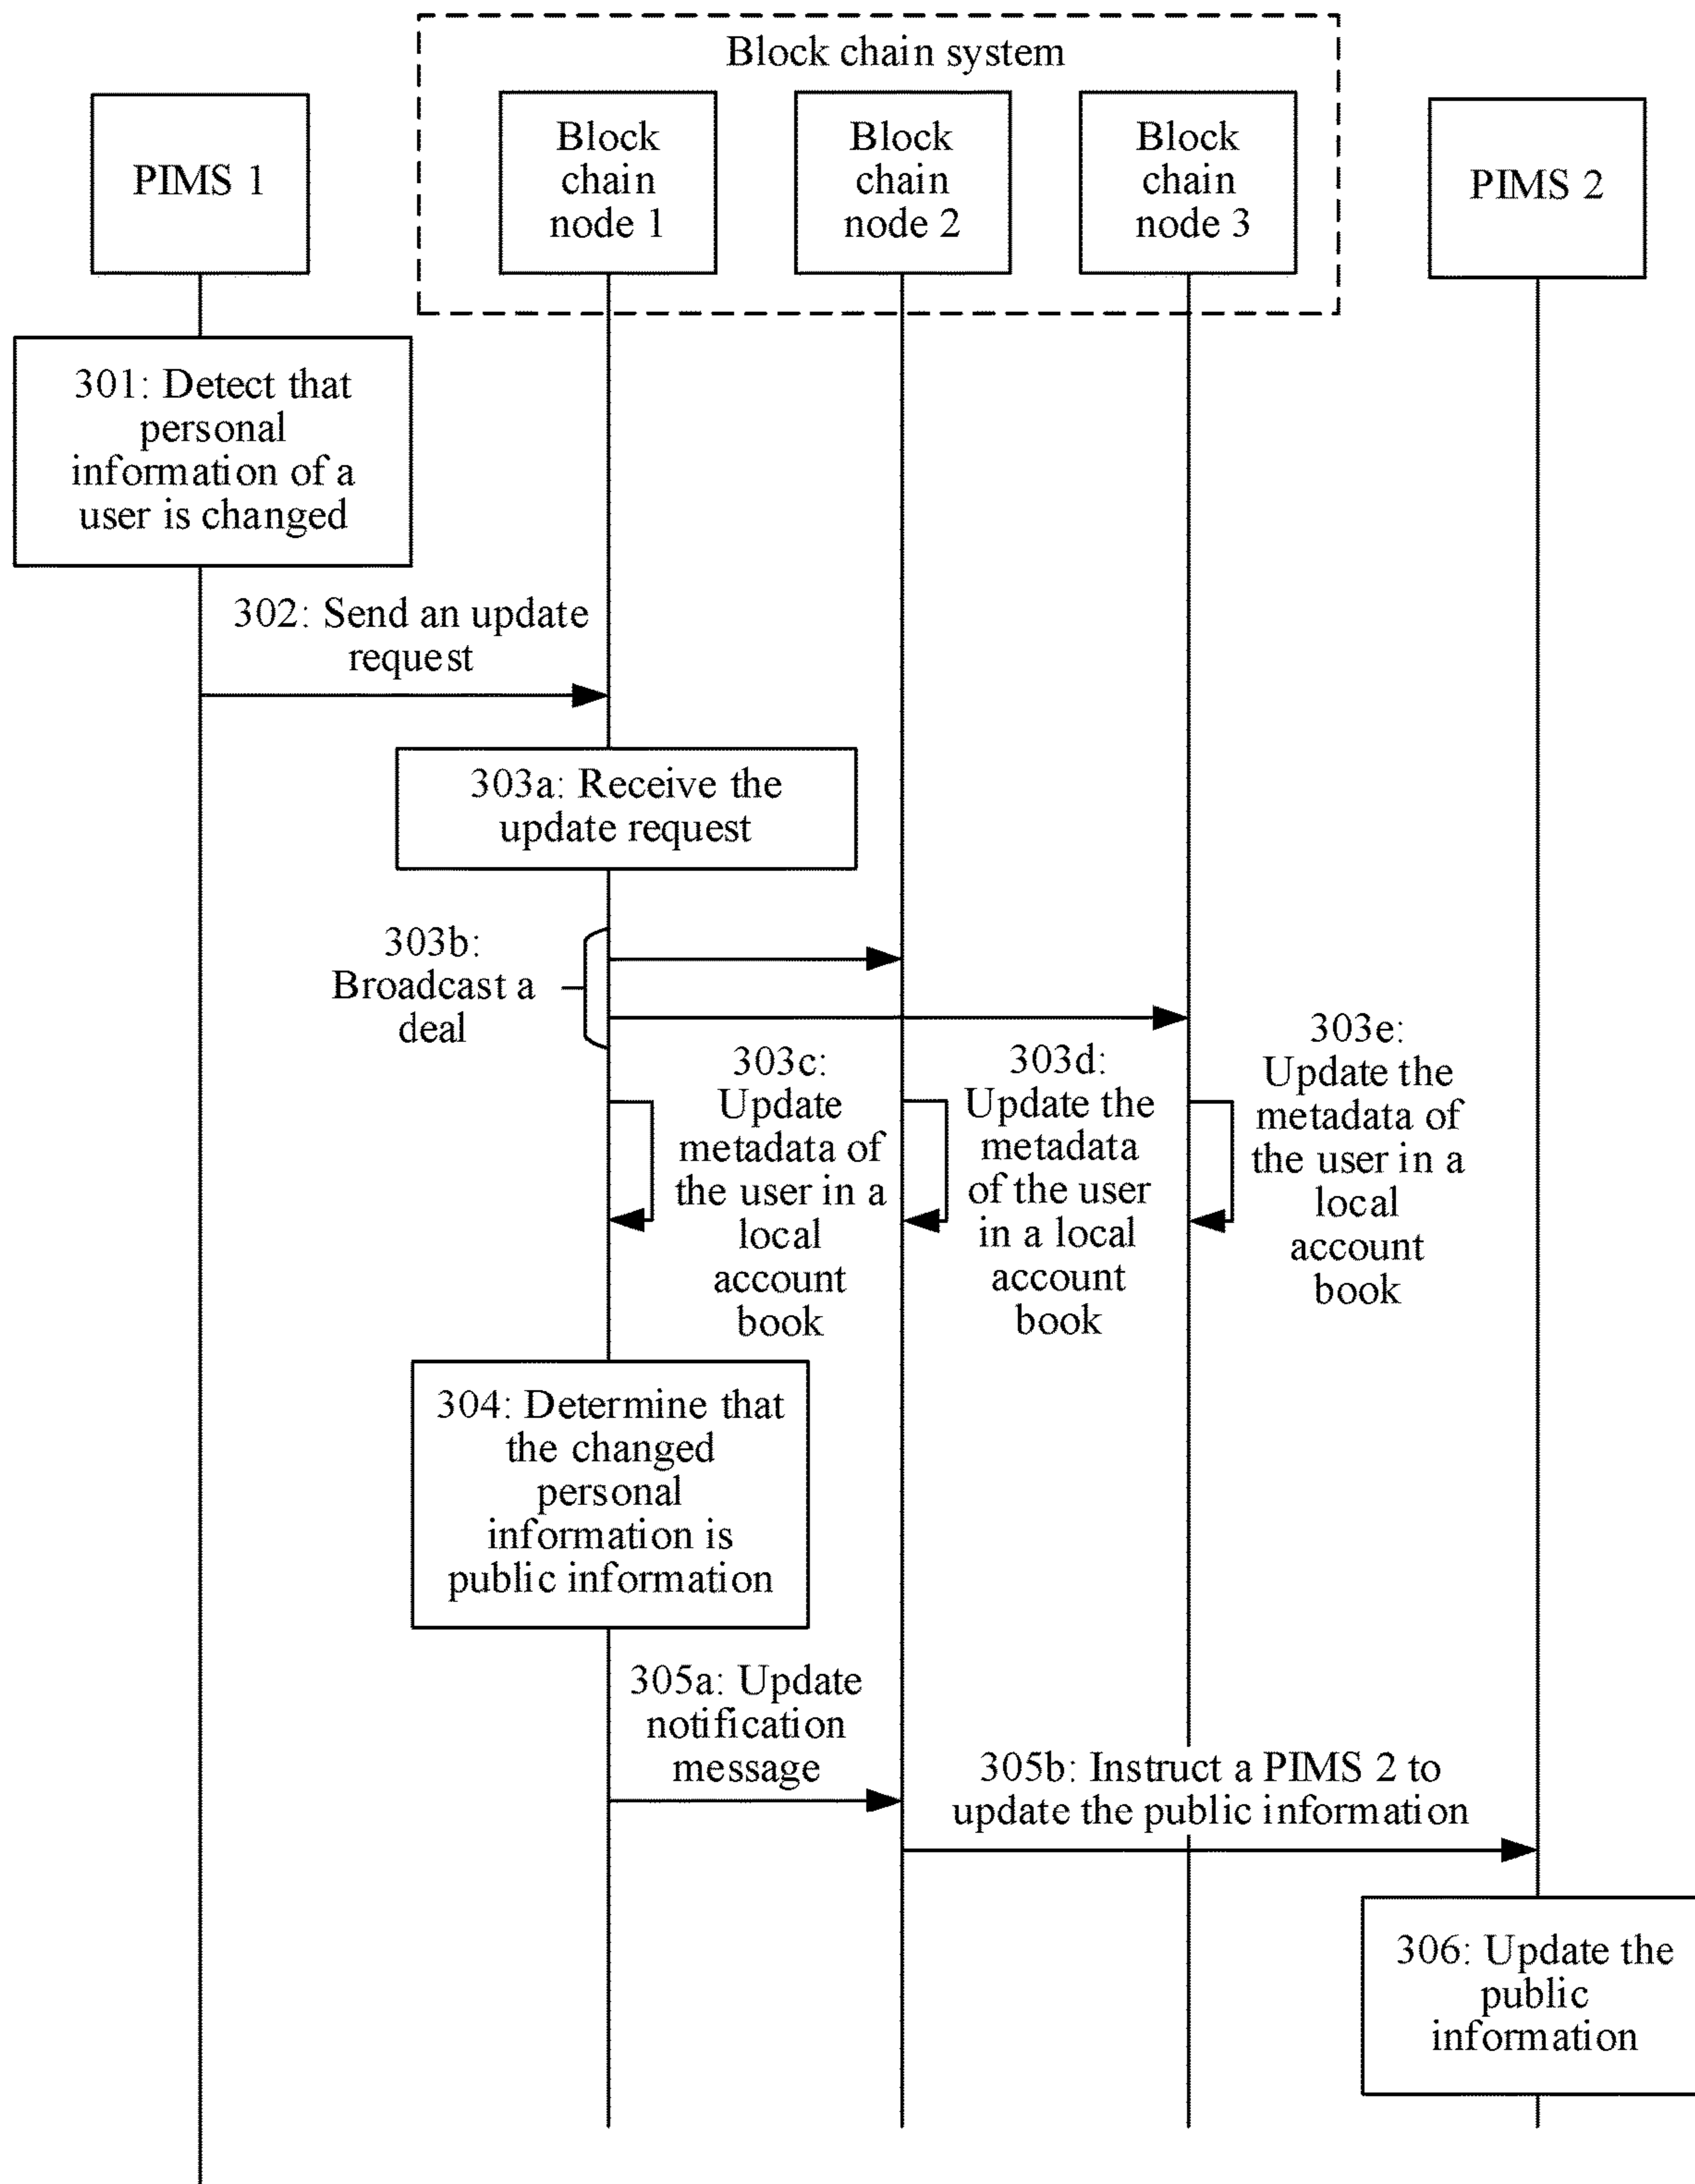 Block chain system
PIMS 1
Block
chain
node 1
Block
chain
node 2
Block
chain
node 3
PIMS 2
301: Detect that
personal
information of a
user is changed
302: Send an update
request
303a: Receive the
update request
303b:
Broadcast a
deal
303c:
Update
metadata of
the user in a
local
account
book
303d:
Update the
metadata
of the user
in a local
account
book
303e:
Update the
metadata of
the user in a
local
account
book
304: Determine that
the changed
personal
information is
public information
305a: Update
notification
message
305b: Instruct a PIMS 2 to
update the public information
306: Update the
public
information